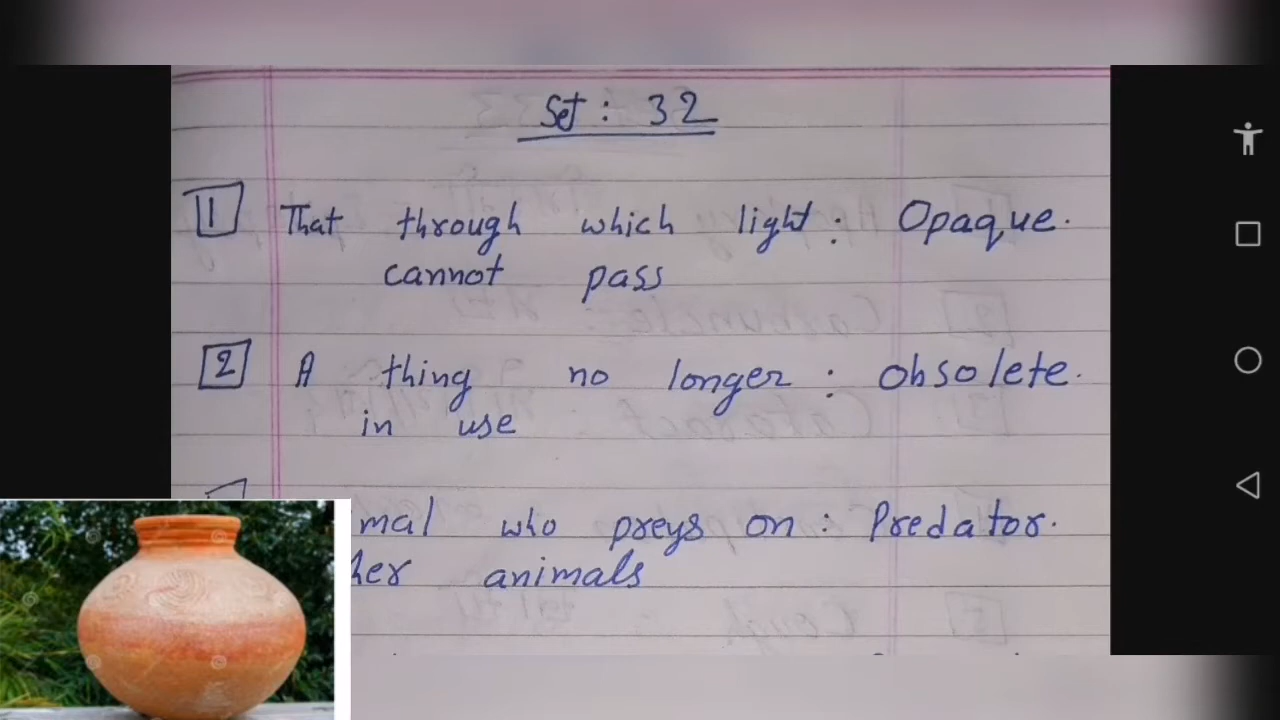 Set : 32
1 That through which light : Opaque.
cannot pass
2 A thing no longer : Obsolete.
in use
mal who preys on : Predator.
her animals